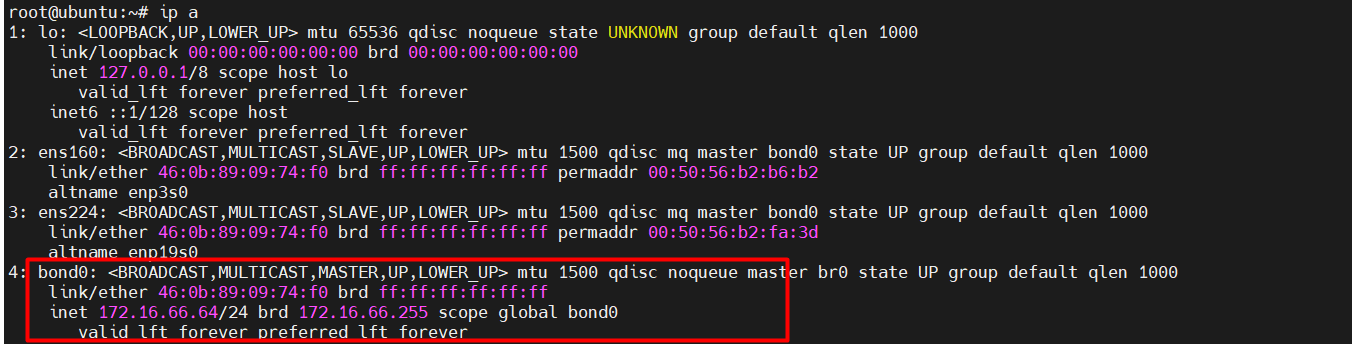 root@ubuntu:~# ip a
1: lo: <LOOPBACK,UP,LOWER_UP> mtu 65536 qdisc noqueue state UNKNOWN group default qlen 1000
    link/loopback 00:00:00:00:00:00 brd 00:00:00:00:00:00
    inet 127.0.0.1/8 scope host lo
       valid_lft forever preferred_lft forever
    inet6 ::1/128 scope host
       valid_lft forever preferred_lft forever
2: ens160: <BROADCAST,MULTICAST,SLAVE,UP,LOWER_UP> mtu 1500 qdisc mq master bond0 state UP group default qlen 1000
    link/ether 46:0b:89:09:74:f0 brd ff:ff:ff:ff:ff:ff permaddr 00:50:56:b2:b6:b2
    altname enp3s0
3: ens224: <BROADCAST,MULTICAST,SLAVE,UP,LOWER_UP> mtu 1500 qdisc mq master bond0 state UP group default qlen 1000
    link/ether 46:0b:89:09:74:f0 brd ff:ff:ff:ff:ff:ff permaddr 00:50:56:b2:fa:3d
    altname enp19s0
4: bond0: <BROADCAST,MULTICAST,MASTER,UP,LOWER_UP> mtu 1500 qdisc noqueue master br0 state UP group default qlen 1000
    link/ether 46:0b:89:09:74:f0 brd ff:ff:ff:ff:ff:ff
    inet 172.16.66.64/24 brd 172.16.66.255 scope global bond0
       valid_lft forever preferred_lft forever